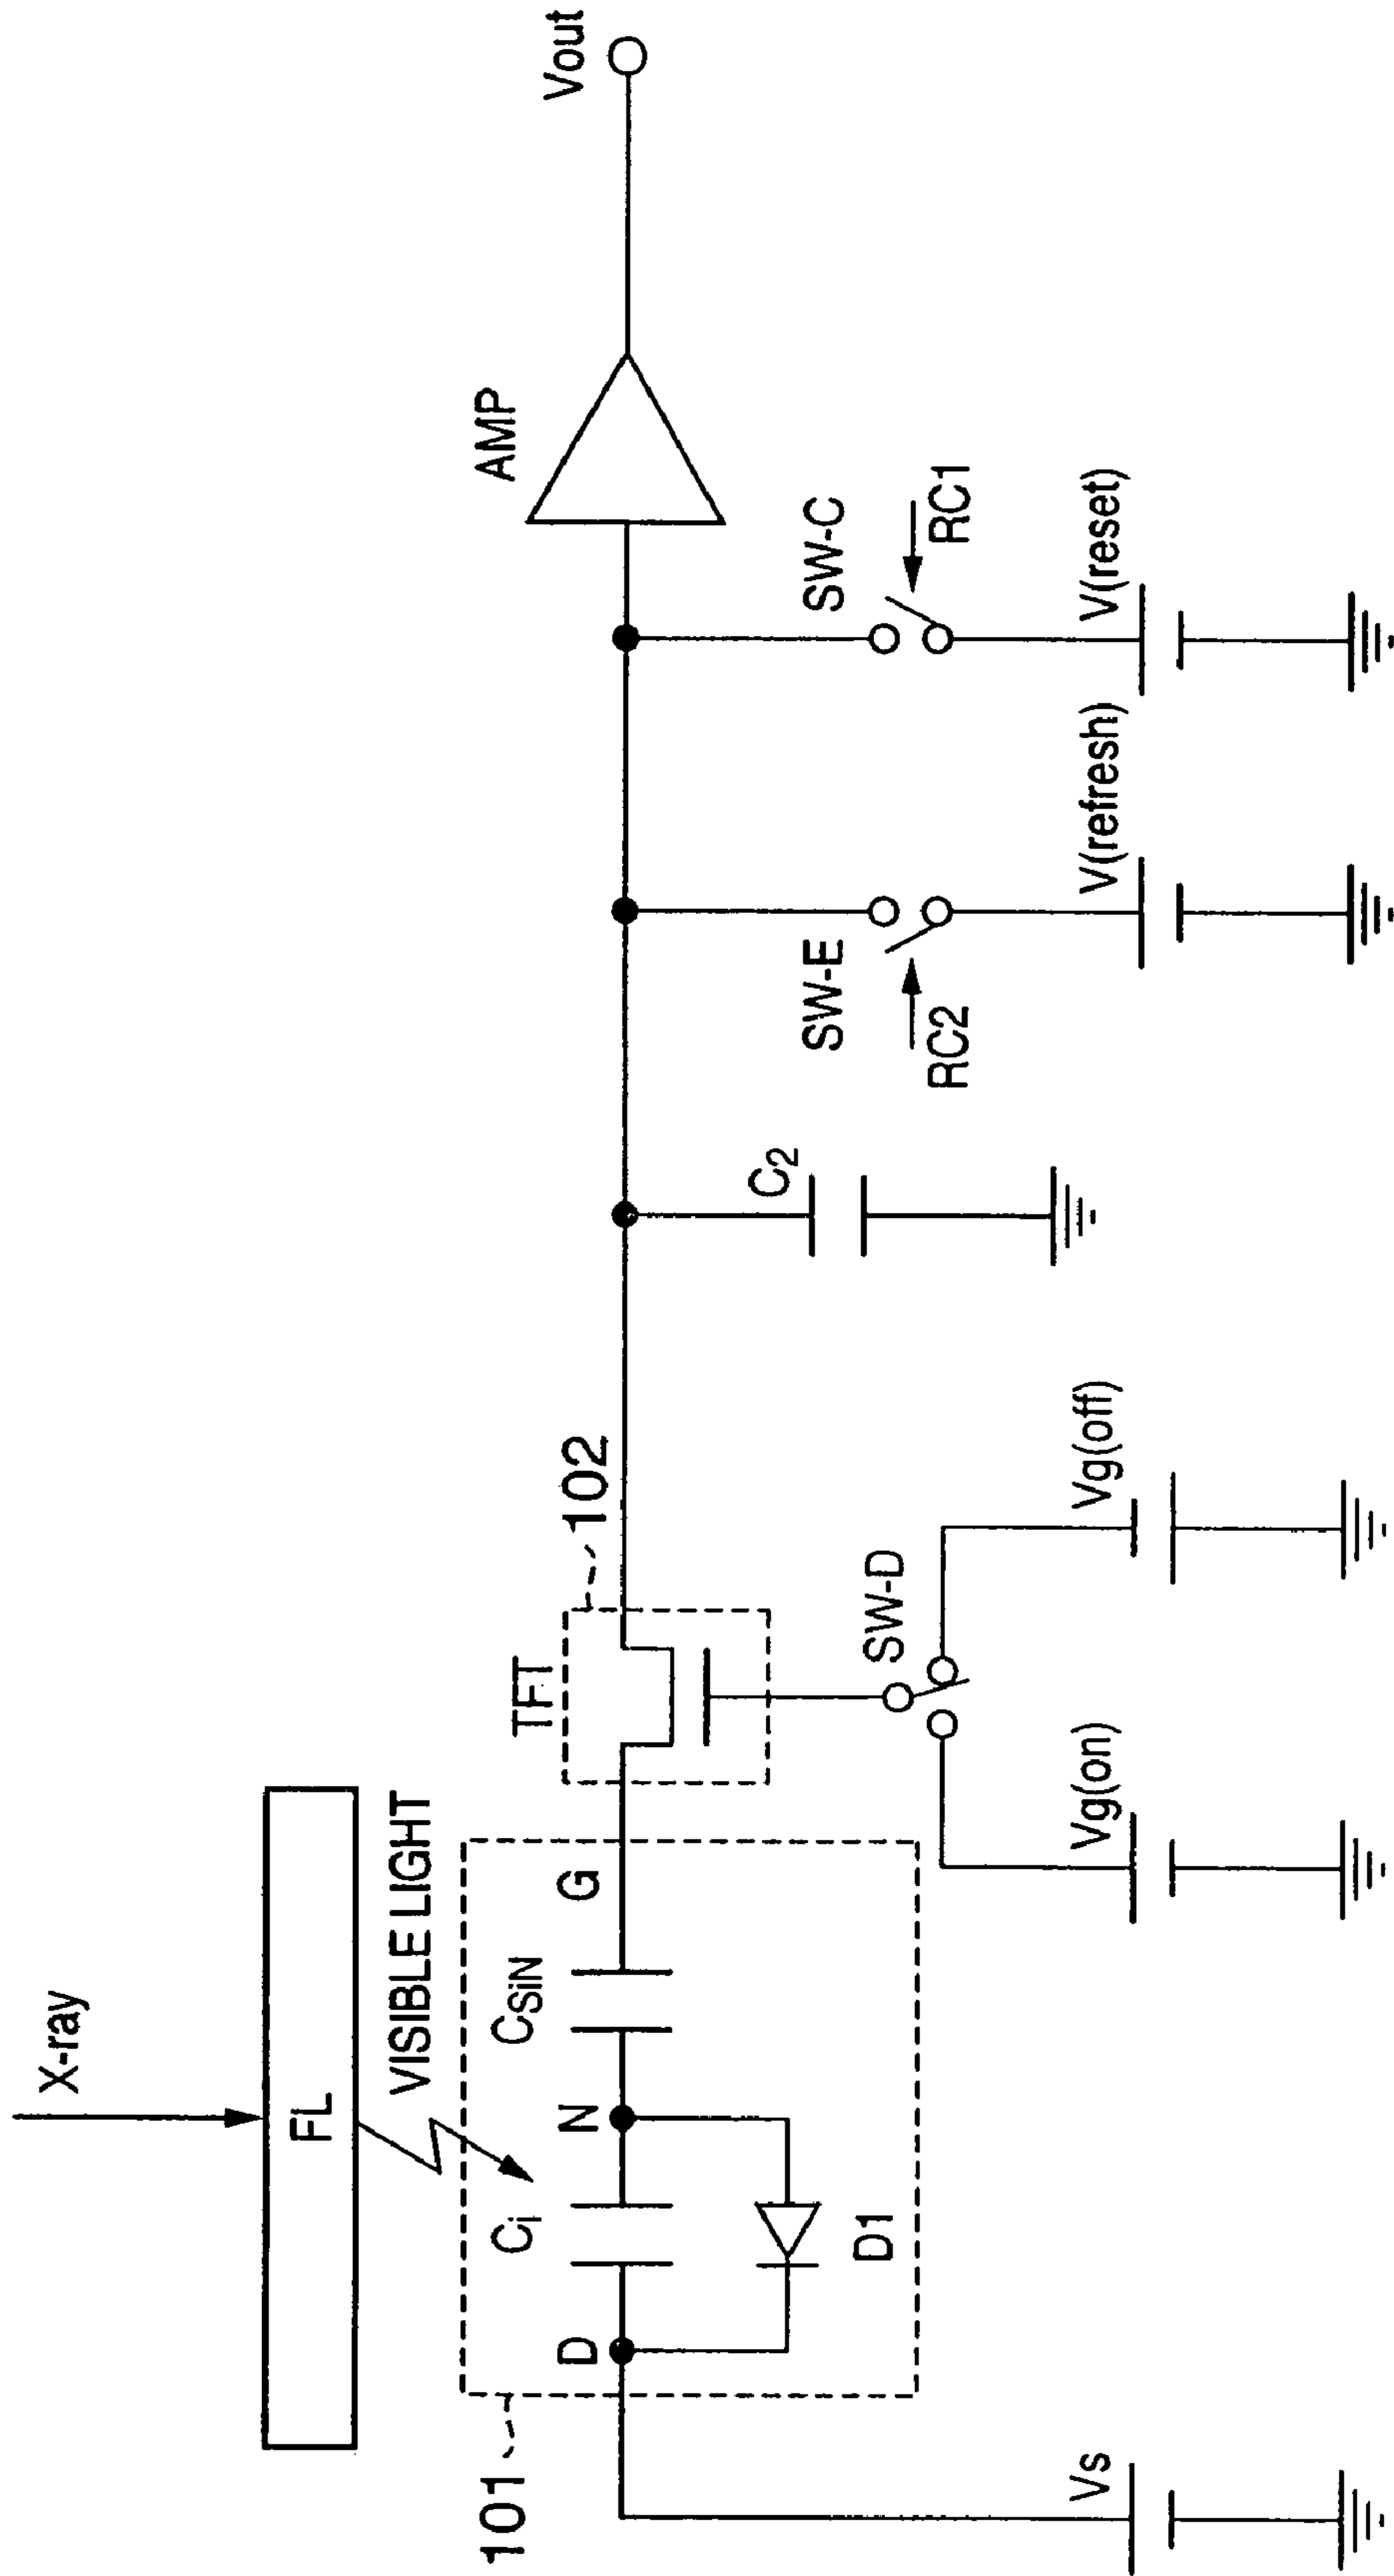 X-ray
FL
VISIBLE LIGHT
101
D
Ci
N
CSiN
G
D1
TFT
102
SW-D
Vs
Vg(on)
Vg(off)
C2
SW-E
RC2
V(refresh)
SW-C
RC1
V(reset)
AMP
Vout